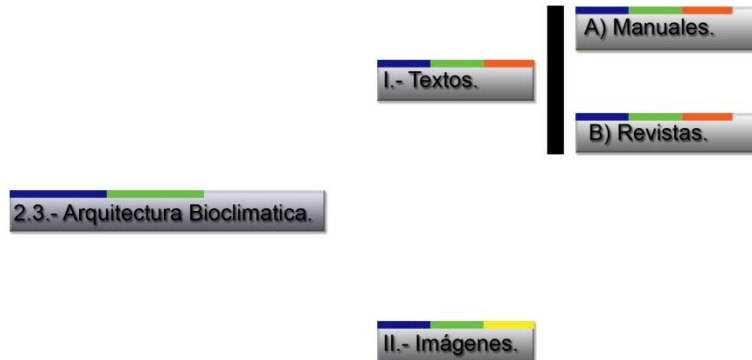 A) Manuales.
I.- Textos.
B) Revistas.
2.3.- Arquitectura Bioclimatica.
II.- Imágenes.